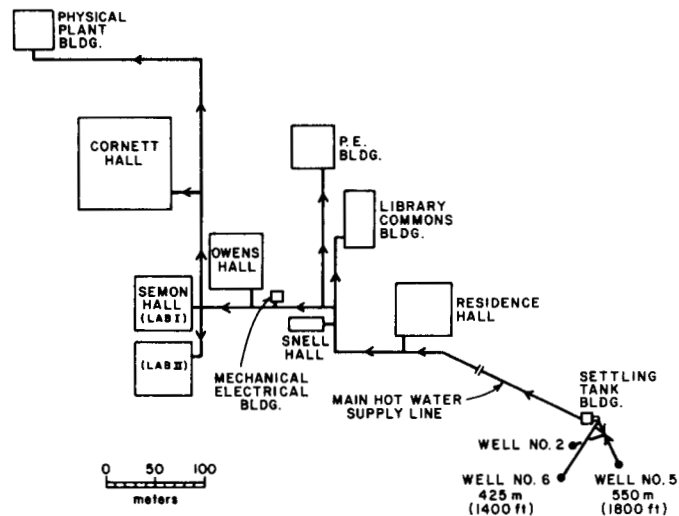 PHYSICAL
PLANT
BLDG.
CORNETT
HALL
P.E.
BLDG.
LIBRARY
COMMONS
BLDG.
OWENS
HALL
SEMON
HALL
(LAB I)
(LAB II)
RESIDENCE
HALL
SNELL
HALL
MECHANICAL
ELECTRICAL
BLDG.
MAIN HOT WATER
SUPPLY LINE
SETTLING
TANK
BLDG.
WELL NO. 2
WELL NO. 6
425 m
(1400 ft)
WELL NO. 5
550 m
(1800 ft)
0 50 100
meters